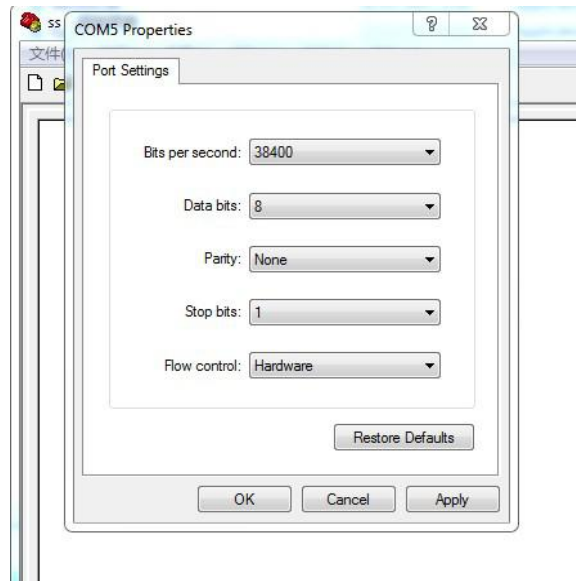 ss
COM5 Properties
文件(
Port Settings
Bits per second: 38400
Data bits: 8
Parity: None
Stop bits: 1
Flow control: Hardware
Restore Defaults
OK Cancel Apply